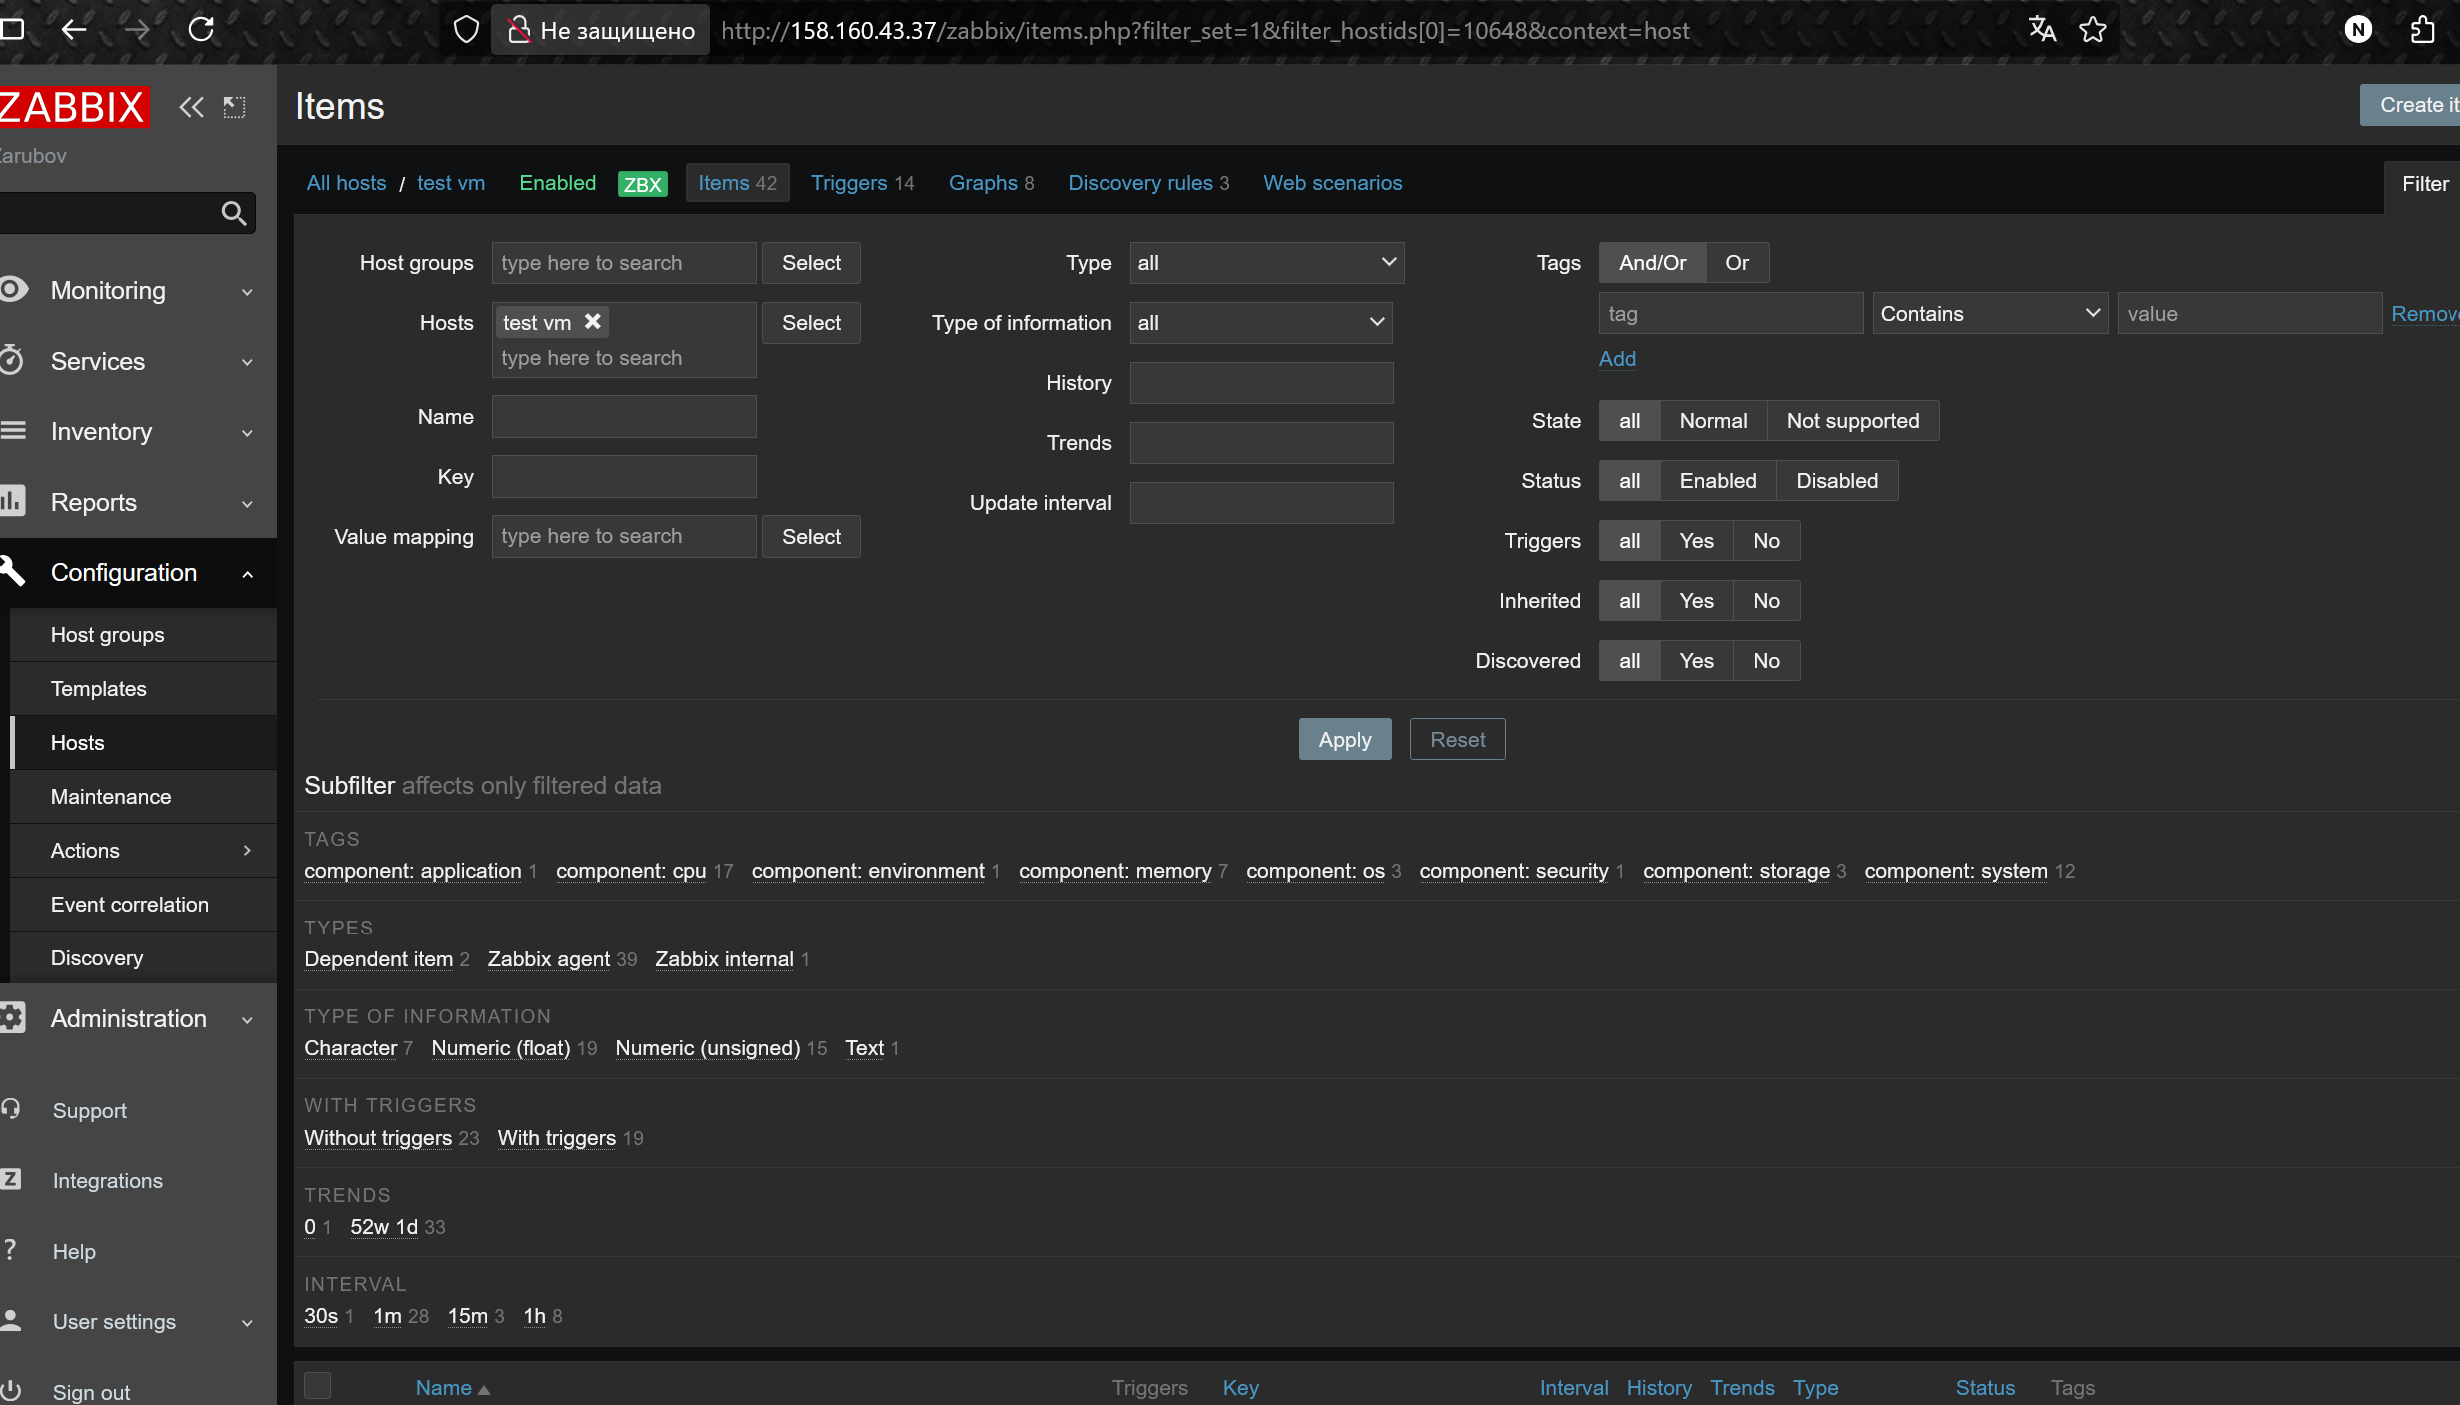 Не защищено http://158.160.43.37/zabbix/items.php?filter_set=1&filter_hostids[0]=10648&context=host N
ZABBIX
arubov
Monitoring
Services
Inventory
Reports
Configuration
Host groups
Templates
Hosts
Maintenance
Actions
Event correlation
Discovery
Administration
Support
Integrations
Help
User settings
Sign out
Items
Create it
All hosts / test vm Enabled ZBX Items 42 Triggers 14 Graphs 8 Discovery rules 3 Web scenarios
Filter
Host groups type here to search Select
Hosts test vm Select
type here to search
Name
Key
Value mapping type here to search Select
Type all
Type of information all
History
Trends
Update interval
Tags And/Or Or
tag Contains value Remov
Add
State all Normal Not supported
Status all Enabled Disabled
Triggers all Yes No
Inherited all Yes No
Discovered all Yes No
Apply Reset
Subfilter affects only filtered data
TAGS
component: application 1 component: cpu 17 component: environment 1 component: memory 7 component: os 3 component: security 1 component: storage 3 component: system 12
TYPES
Dependent item 2 Zabbix agent 39 Zabbix internal 1
TYPE OF INFORMATION
Character 7 Numeric (float) 19 Numeric (unsigned) 15 Text 1
WITH TRIGGERS
Without triggers 23 With triggers 19
TRENDS
0 1 52w 1d 33
INTERVAL
30s 1 1m 28 15m 3 1h 8
Name Triggers Key Interval History Trends Type Status Tags